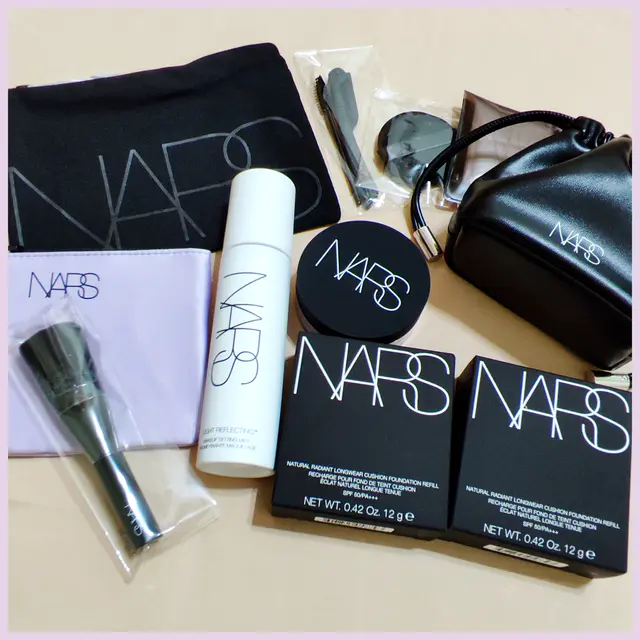 NARS
NARS
NARS
NARS
LIGHT REFLECTING™
NARS
NARS
NARS
NATURAL RADIANT LONGWEAR CUSHION FOUNDATION REFILL
RECHARGE POUR FOND DE TEINT CUSHION
ÉCLAT NATUREL LONGUE TENUE
SPF 50/PA+++
NET WT. 0.42 Oz. 12 g ℮
NARS
NATURAL RADIANT LONGWEAR CUSHION FOUNDATION REFILL
RECHARGE POUR FOND DE TEINT CUSHION
ÉCLAT NATUREL LONGUE TENUE
SPF 50/PA+++
NET WT. 0.42 Oz. 12 g ℮